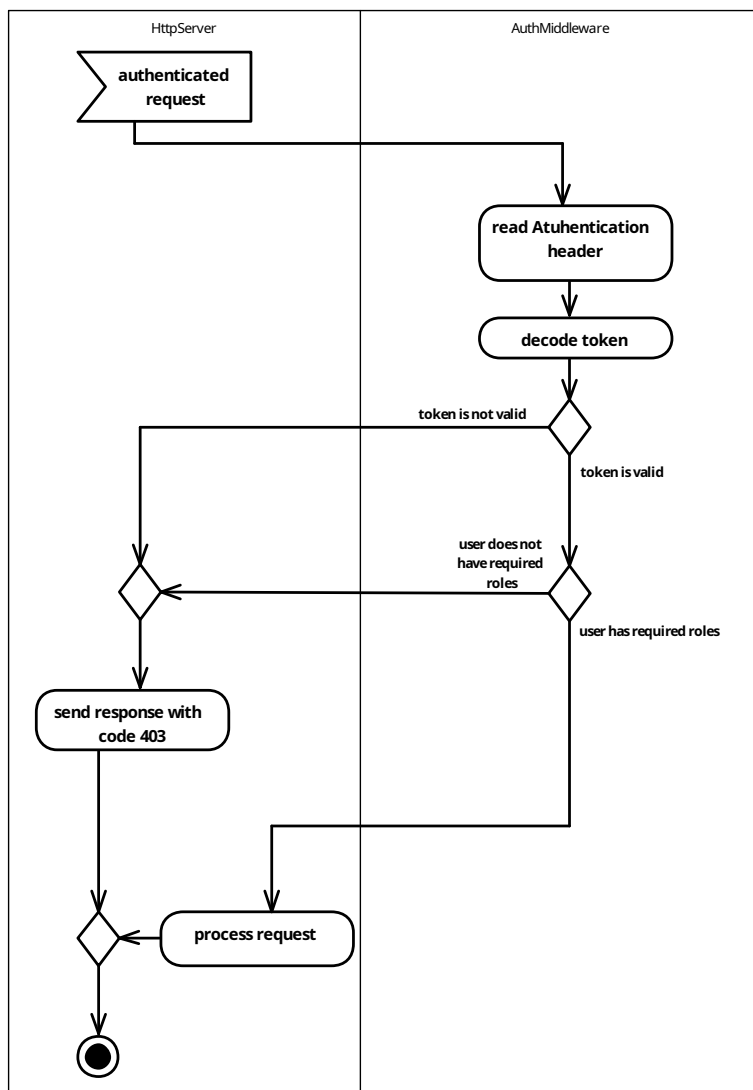 HttpServer
AuthMiddleware
authenticated
request
read Atuhentication
header
decode token
token is not valid
token is valid
user does not
have required
roles
user has required roles
send response with
code 403
process request